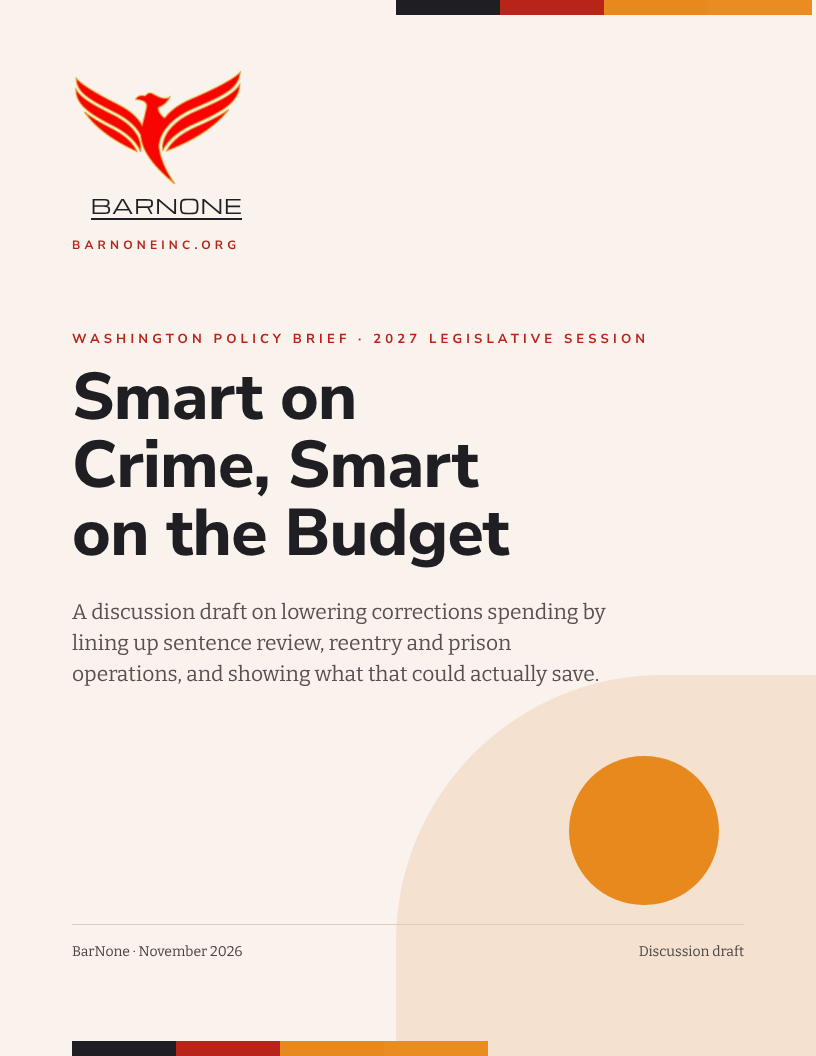 BARNONE
BARNONEINC.ORG
WASHINGTON POLICY BRIEF · 2027 LEGISLATIVE SESSION
Smart on
Crime, Smart
on the Budget
A discussion draft on lowering corrections spending by
lining up sentence review, reentry and prison
operations, and showing what that could actually save.
BarNone · November 2026
Discussion draft